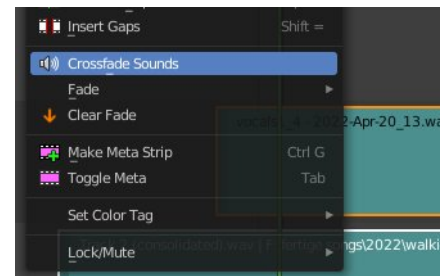 Insert Gaps Shift =
Crossfade Sounds
Fade
Clear Fade
2-Apr-20_13.wa
Make Meta Strip Ctrl G
Toggle Meta Tab
Set Color Tag
Lock/Mute
ngs\2022\walki